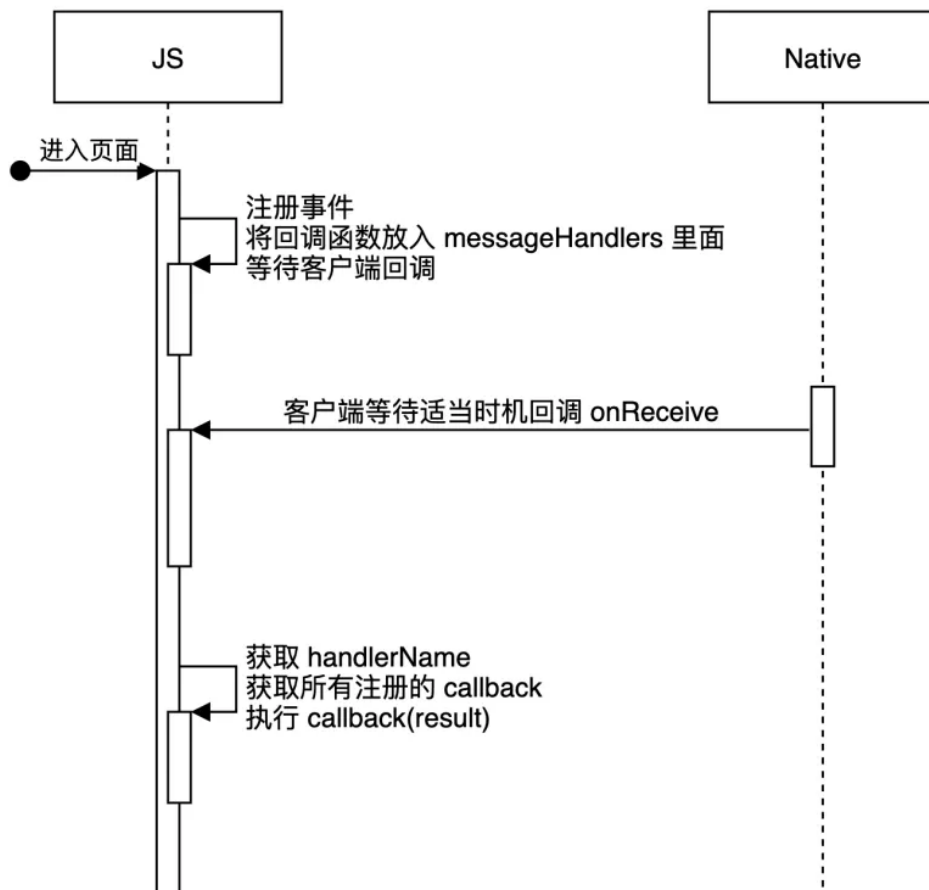 JS
Native
进入页面
注册事件
将回调函数放入 messageHandlers 里面
等待客户端回调
客户端等待适当时机回调 onReceive
获取 handlerName
获取所有注册的 callback
执行 callback(result)